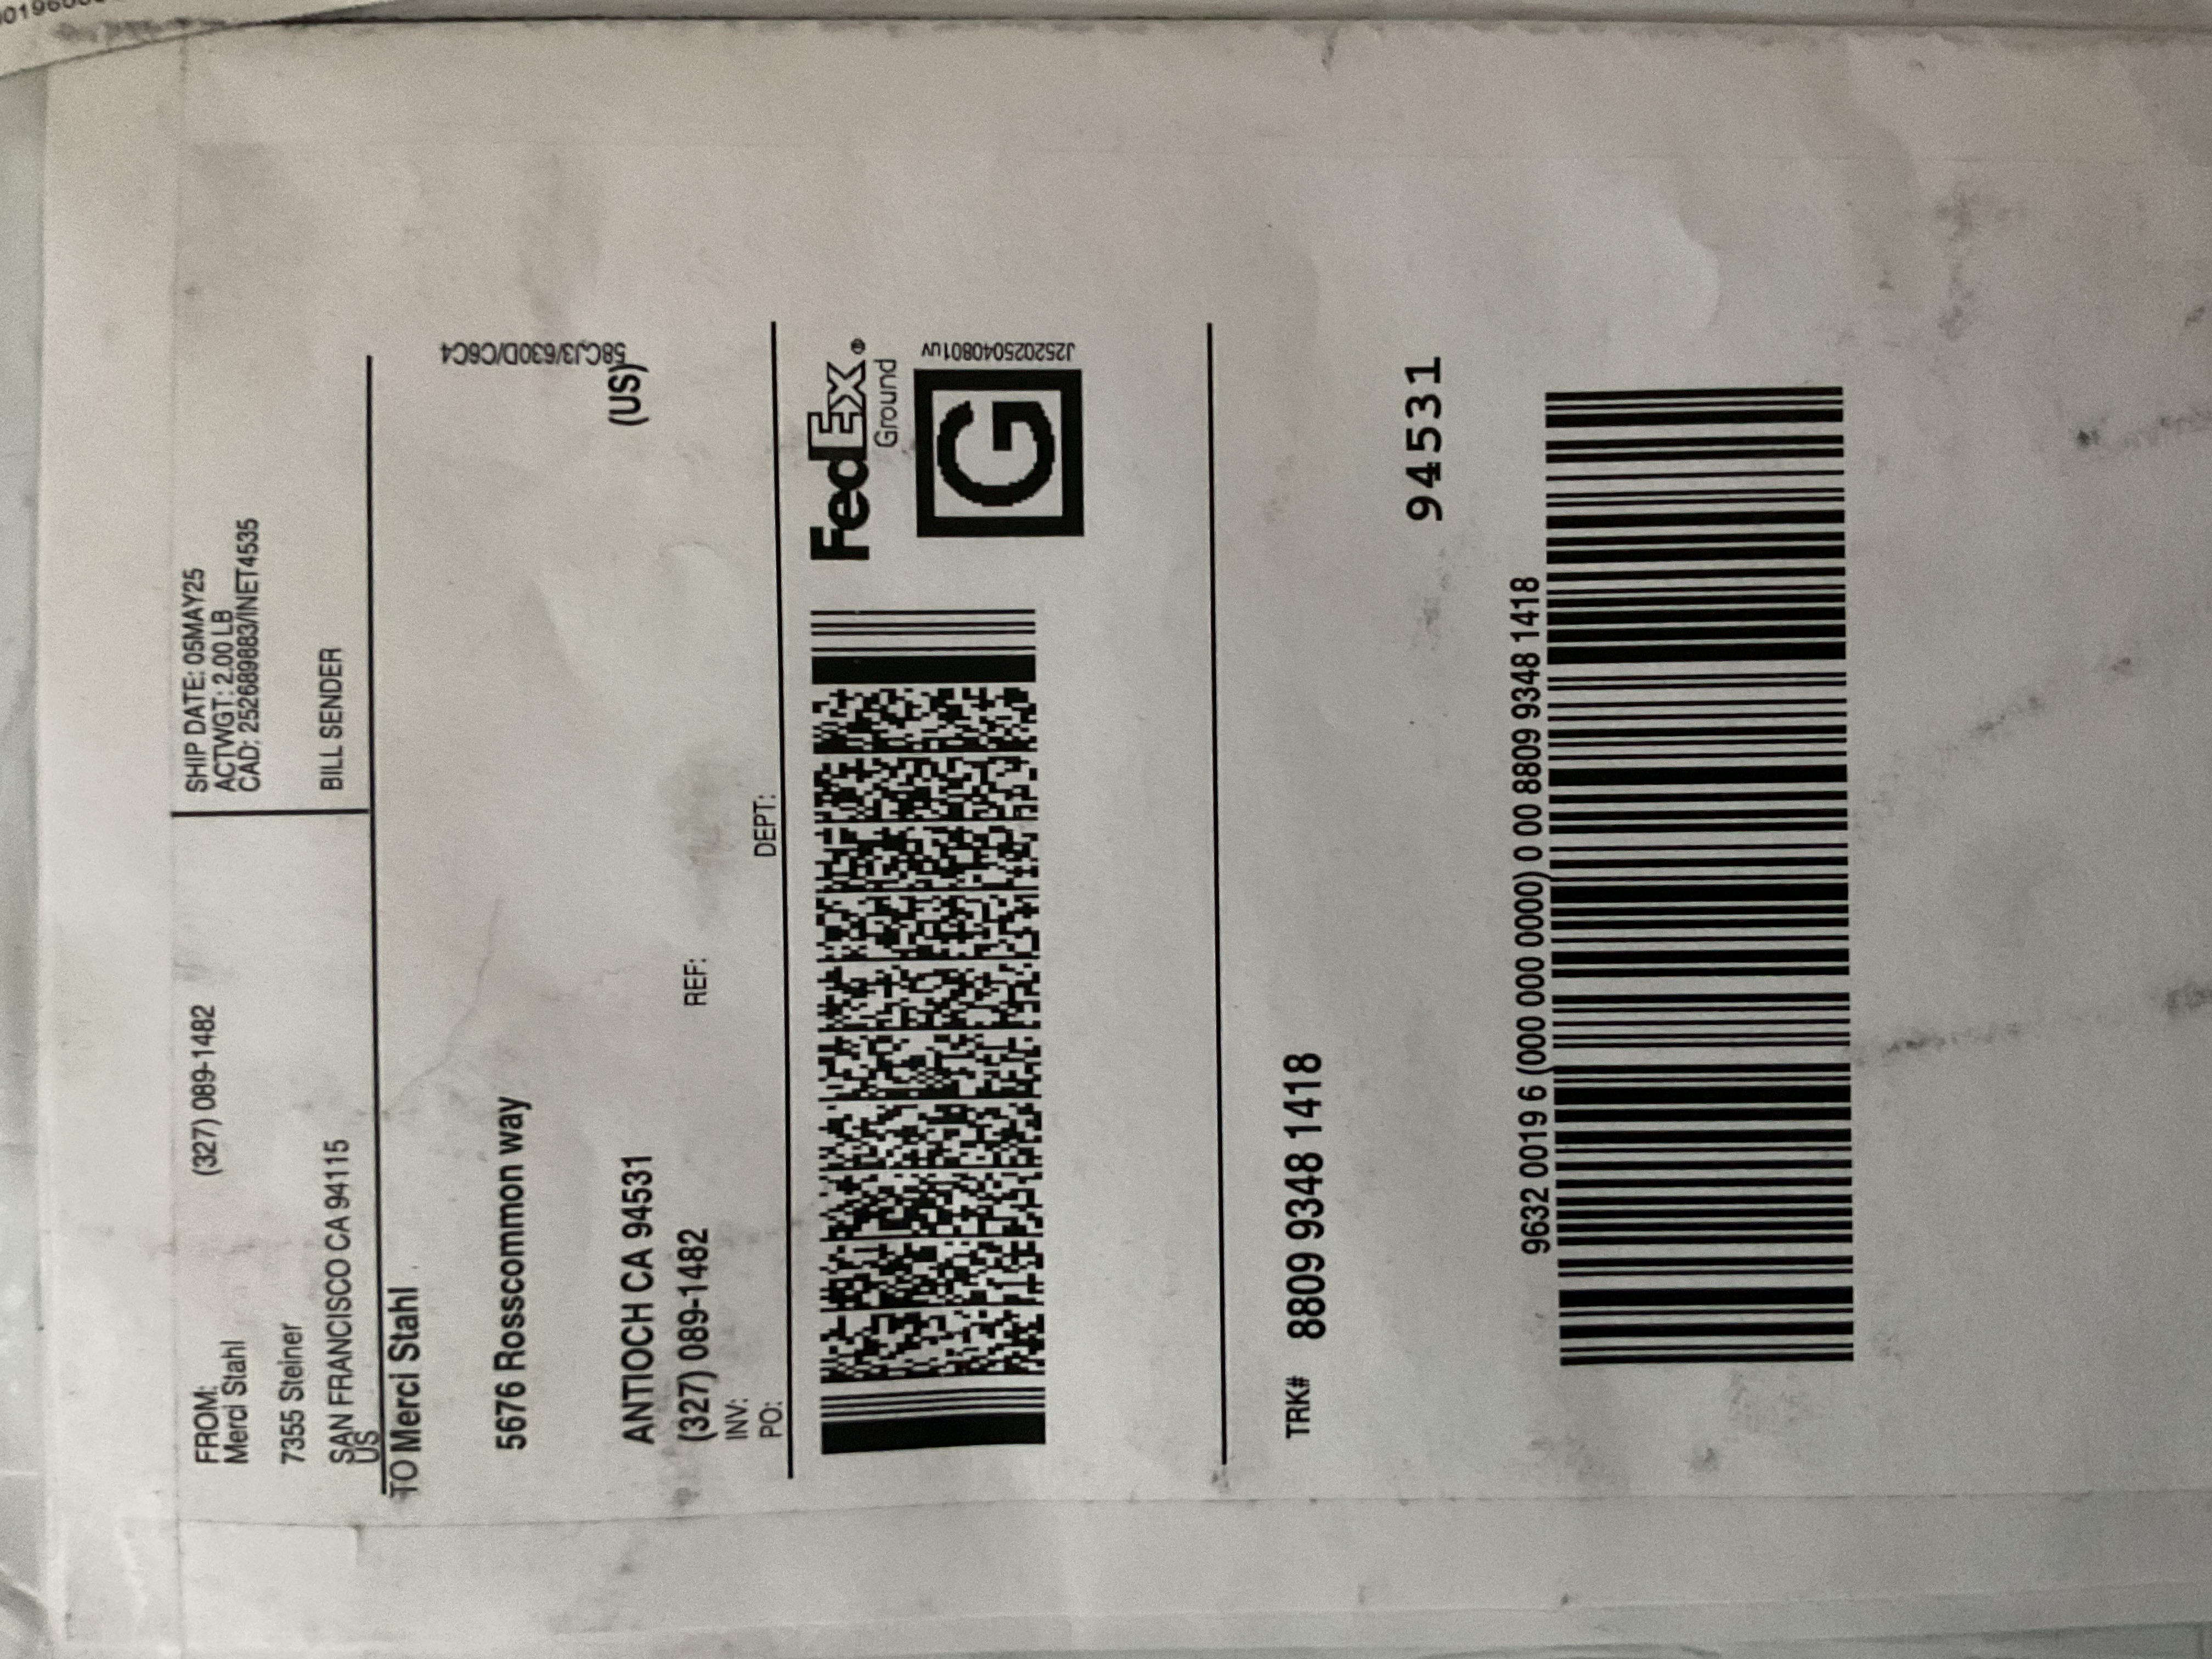 FROM:
(327) 089-1482
Merci Stahl
7355 Steiner
SAN FRANCISCO CA 94115
US
SHIP DATE: 05MAY25
ACTWGT: 2.00 LB
CAD: 252689883/INET4535
BILL SENDER
TO Merci Stahl
5676 Rosscommon way
ANTIOCH CA 94531
(US)
(327) 089-1482
REF:
INV:
PO:
DEPT:
58CJ3/630D/C6C4
FedEx®
Ground
G
J252025040801uv
TRK# 8809 9348 1418
94531
9632 0019 6 (000 000 0000) 0 00 8809 9348 1418